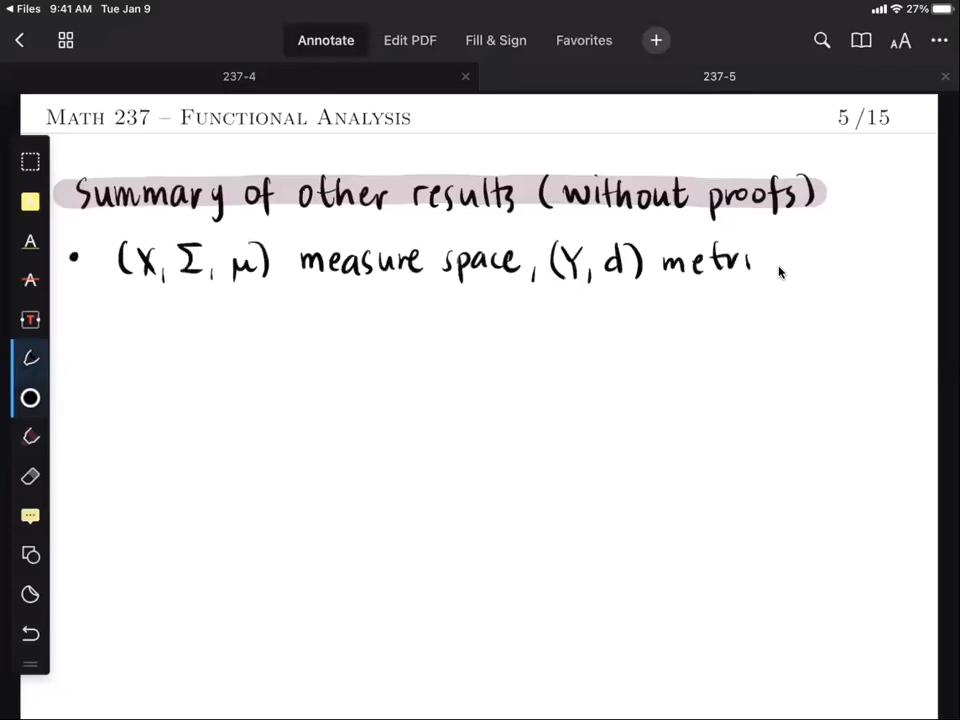 Files 9:41 AM Tue Jan 9 27%
Annotate Edit PDF Fill & Sign Favorites
AA
237-4 237-5
MATH 237 – FUNCTIONAL ANALYSIS 5/15
Summary of other results (without proofs)
• (X, Σ, μ) measure space, (Y, d) metri
A
A
T